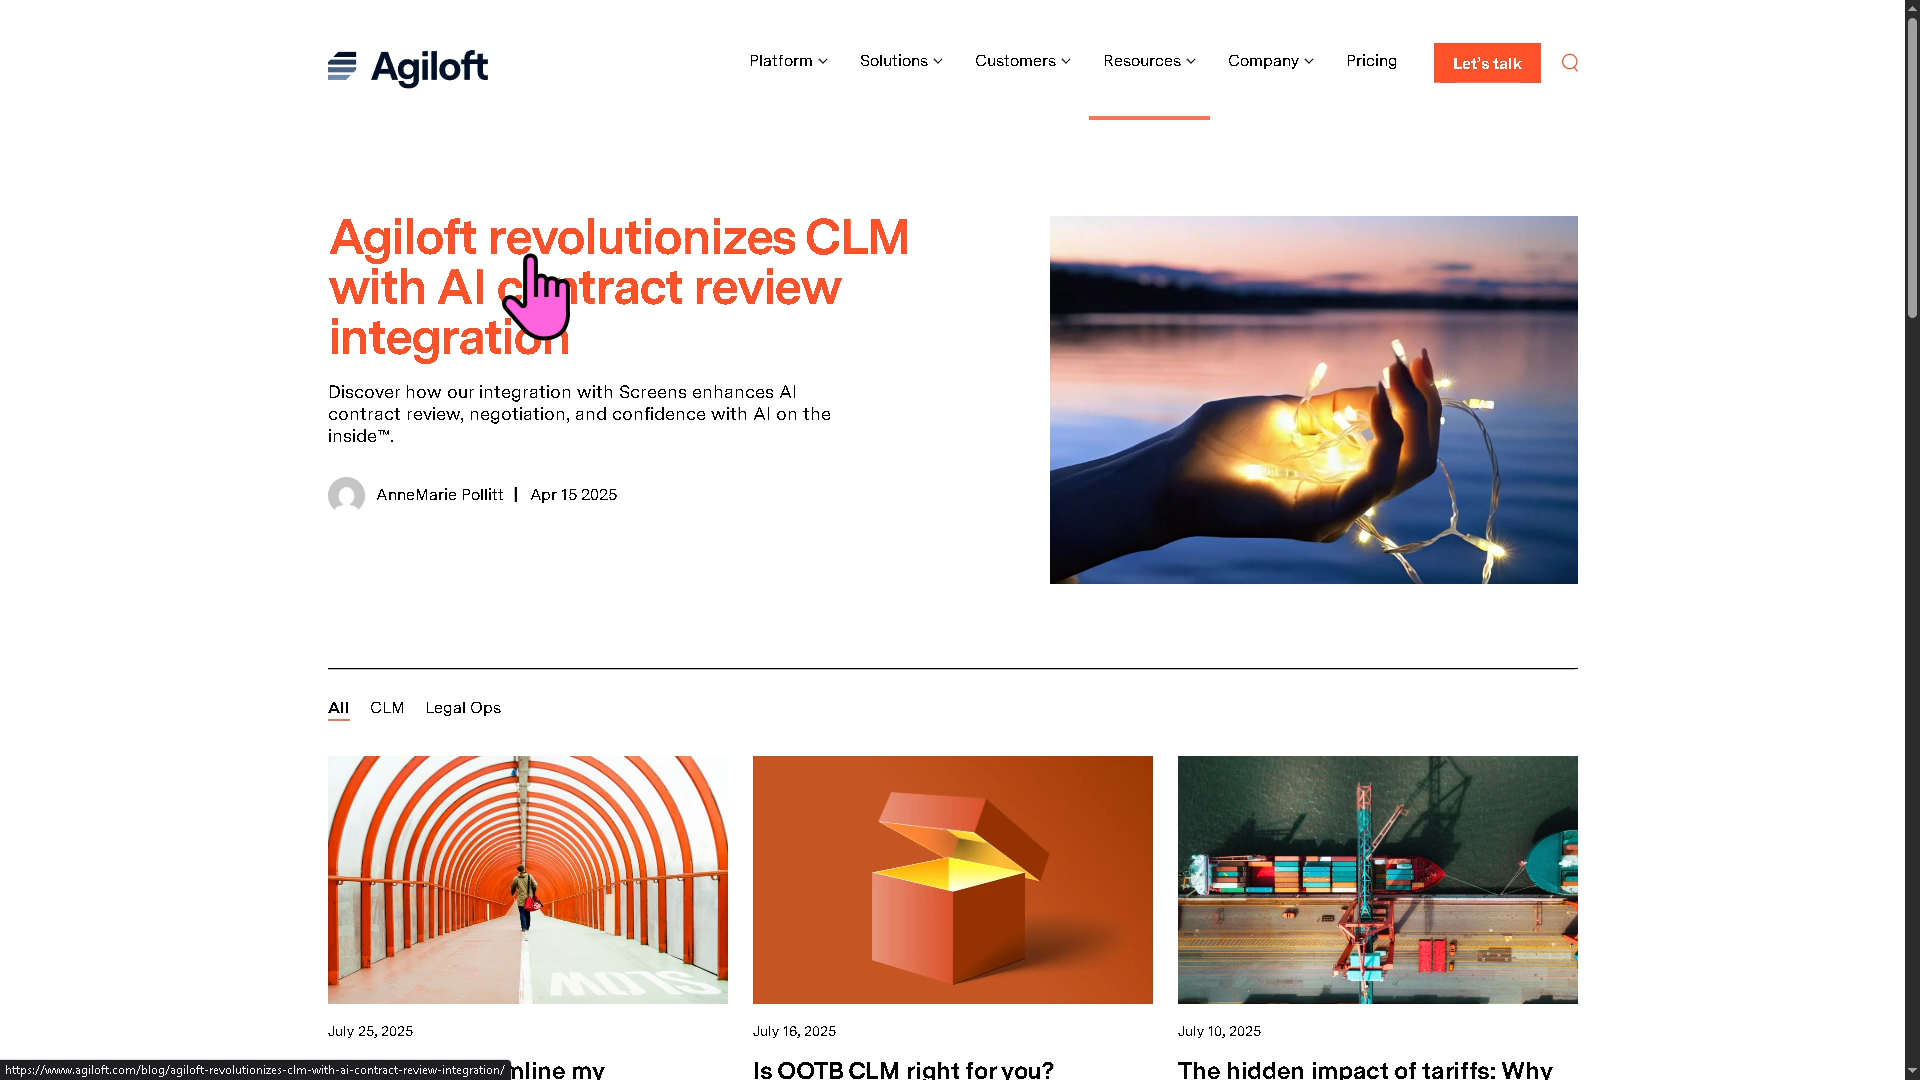 Agiloft
Platform
Solutions
Customers
Resources
Company
Pricing
Let's talk
Agiloft revolutionizes CLM
with AI contract review
integration
Discover how our integration with Screens enhances AI
contract review, negotiation, and confidence with AI on the
inside™.
AnneMarie Pollitt | Apr 15 2025
All
CLM
Legal Ops
SLOW
July 25, 2025
July 16, 2025
July 10, 2025
my
Is OOTB CLM right for you?
The hidden impact of tariffs: Why
https://www.agiloft.com/blog/agiloft-revolutionizes-clm-with-ai-contract-review-integration/